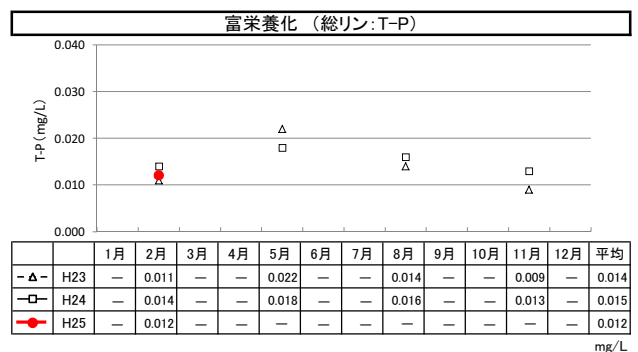 富栄養化 （総リン：T-P）
0.040
0.030
0.020
0.010
0.000
T-P（mg/L）
1月 2月 3月 4月 5月 6月 7月 8月 9月 10月 11月 12月 平均
H23 — 0.011 — — 0.022 — — 0.014 — — 0.009 — 0.014
H24 — 0.014 — — 0.018 — — 0.016 — — 0.013 — 0.015
H25 — 0.012 — — — — — — — — — — 0.012
mg/L